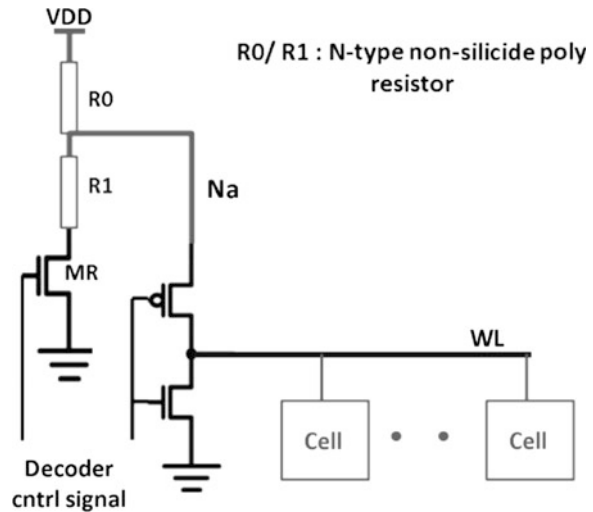 VDD
R0/ R1 : N-type non-silicide poly
resistor
R0
R1
Na
MR
WL
Cell
Cell
Decoder
cntrl signal